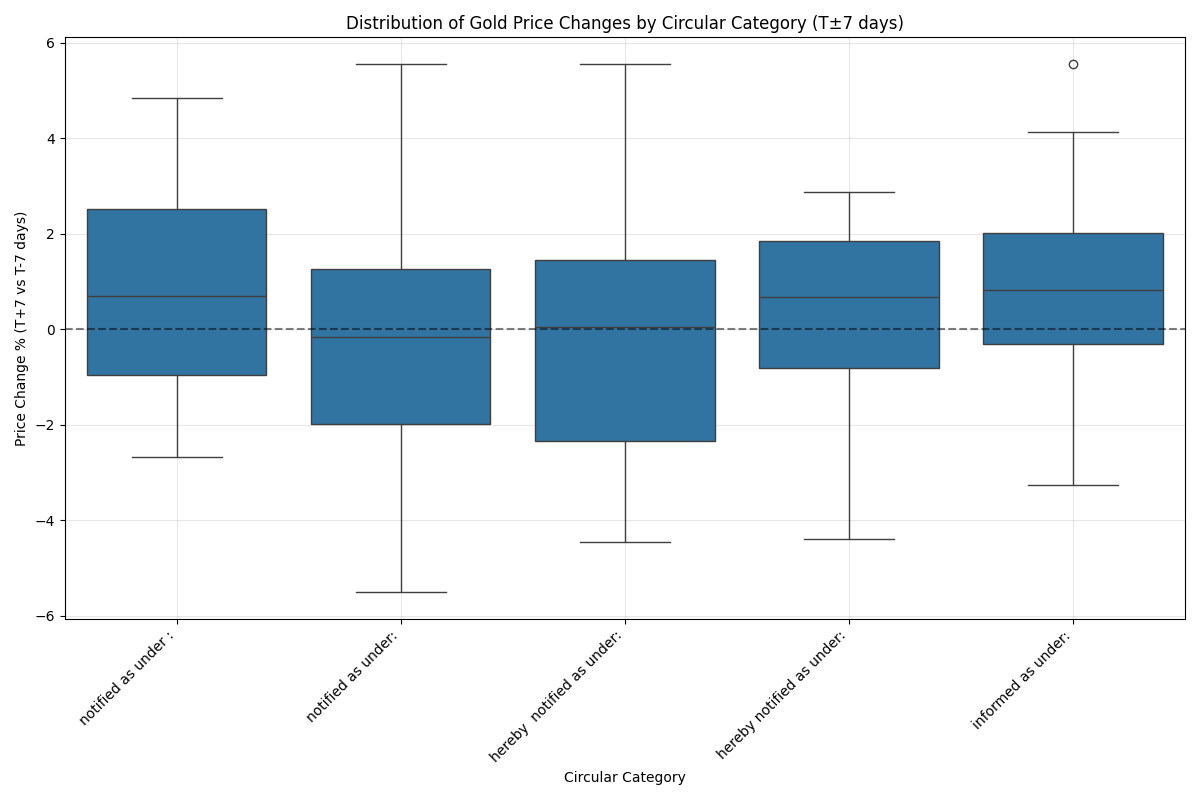 Distribution of Gold Price Changes by Circular Category (T±7 days)
Price Change % (T+7 vs T-7 days)
6
4
2
0
−2
−4
−6
notified as under :
notified as under:
hereby  notified as under:
hereby notified as under:
informed as under:
Circular Category